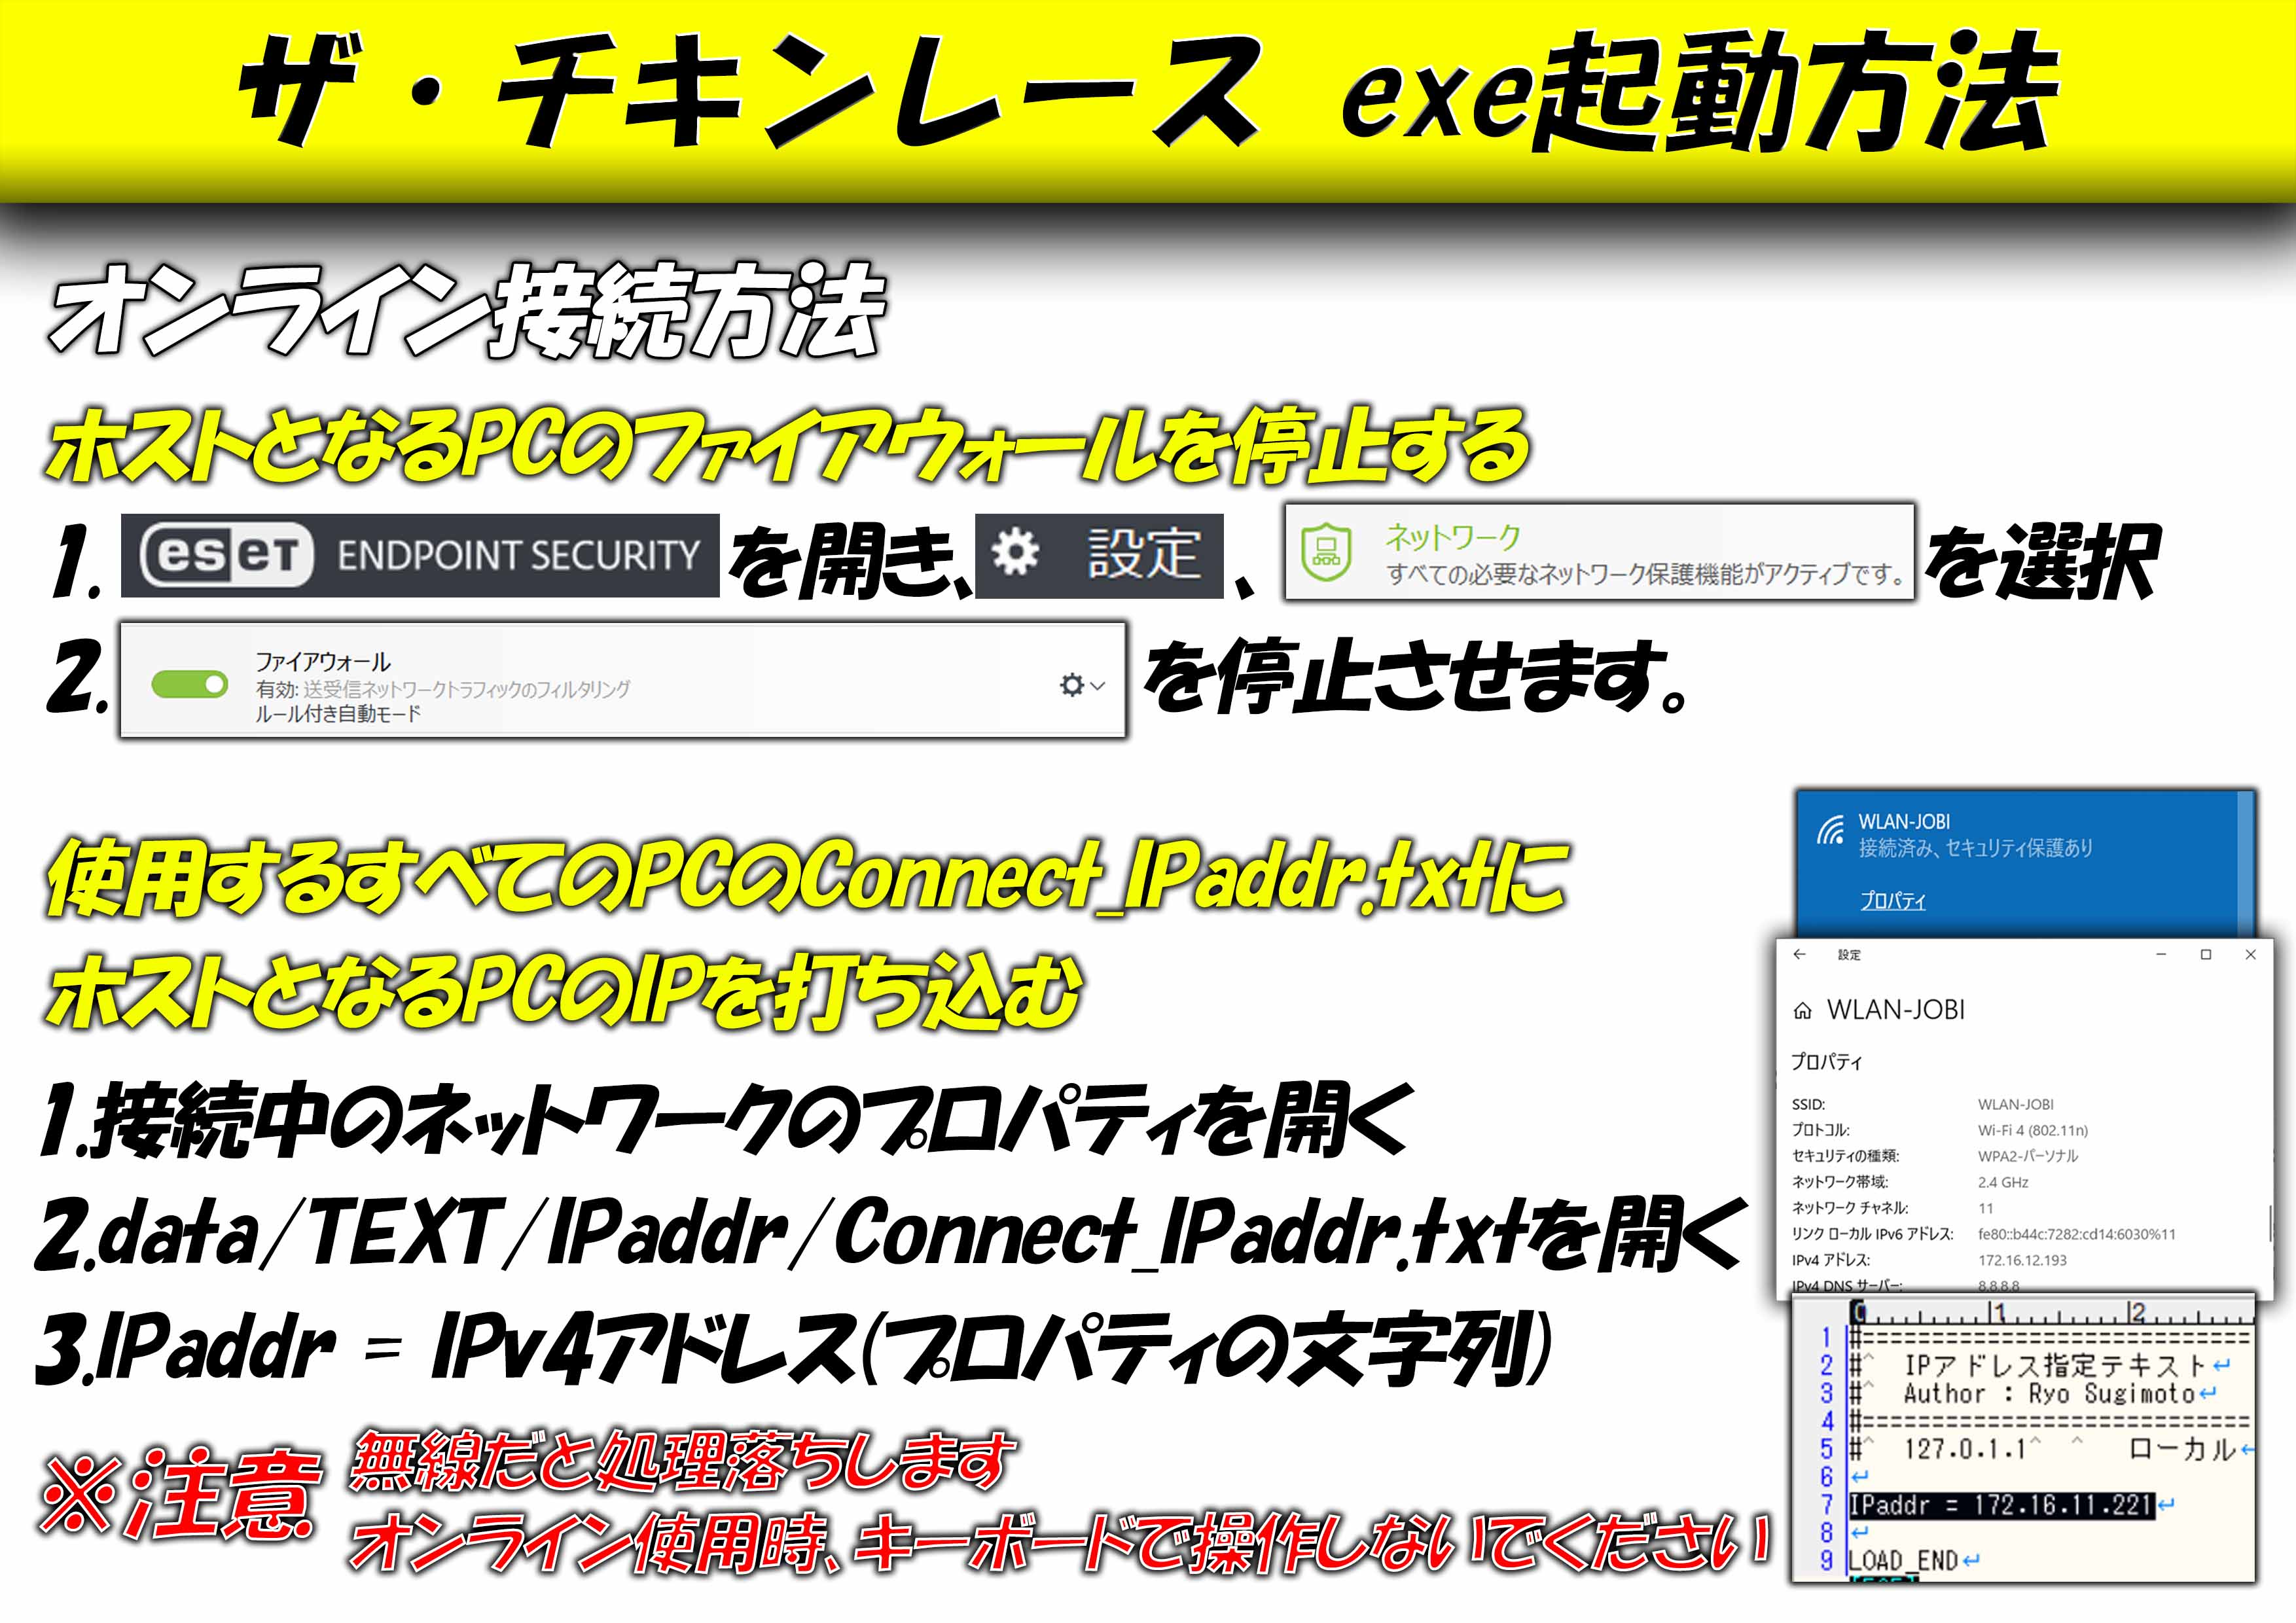 ザ・チキンレース exe起動方法
オンライン接続方法
ホストとなるPCのファイアウォールを停止する
1. eset ENDPOINT SECURITY を開き、 設定 、 ネットワーク すべての必要なネットワーク保護機能がアクティブです。 を選択
2. ファイアウォール を停止させます。
有効: 送受信ネットワークトラフィックのフィルタリング
ルール付き自動モード
使用するすべてのPCのConnect_IPaddr.txtに
ホストとなるPCのIPを打ち込む
1.接続中のネットワークのプロパティを開く
2.data/TEXT/IPaddr/Connect_IPaddr.txtを開く
3.IPaddr = IPv4アドレス(プロパティの文字列)
※注意 無線だと処理落ちします
オンライン使用時、キーボードで操作しないでください
WLAN-JOBI
接続済み、セキュリティ保護あり
プロパティ
設定
WLAN-JOBI
プロパティ
SSID: WLAN-JOBI
プロトコル: Wi-Fi 4 (802.11n)
セキュリティの種類: WPA2-パーソナル
ネットワーク帯域: 2.4 GHz
ネットワーク チャネル: 11
リンク ローカル IPv6 アドレス: fe80::b44c:7282:cd14:6030%11
IPv4 アドレス: 172.16.12.193
IPv4 DNS サーバー: 8.8.8.8
0 1 2
1 #============================
2 #^ IPアドレス指定テキスト↵
3 #^ Author : Ryo Sugimoto↵
4 #============================
5 #^ 127.0.1.1^ ^ ローカル↵
6 ↵
7 IPaddr = 172.16.11.221↵
8 ↵
9 LOAD_END↵